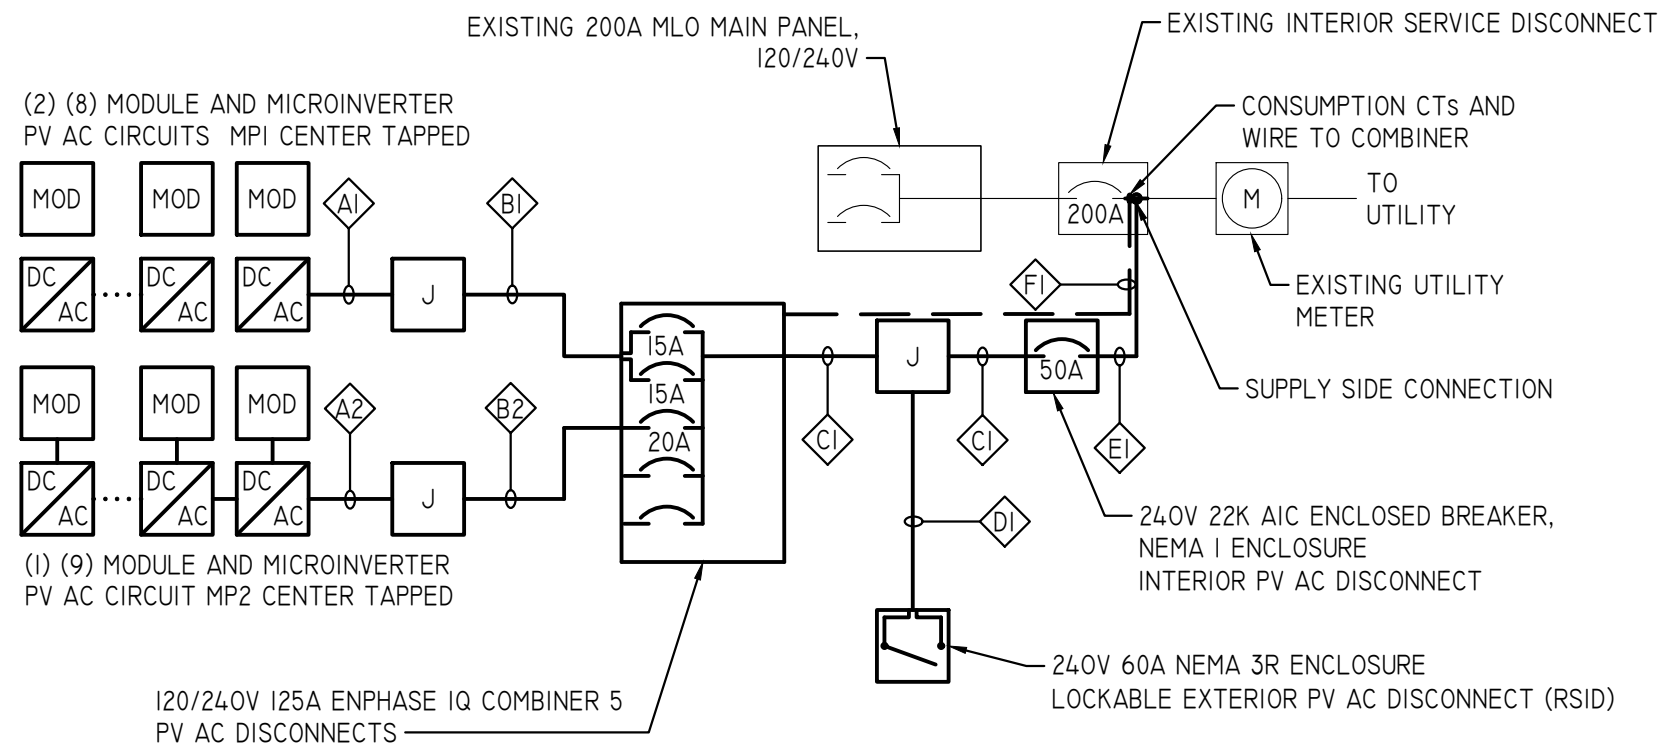 EXISTING 200A MLO MAIN PANEL,
120/240V
EXISTING INTERIOR SERVICE DISCONNECT
(2) (8) MODULE AND MICROINVERTER
PV AC CIRCUITS MP1 CENTER TAPPED
CONSUMPTION CTs AND
WIRE TO COMBINER
MOD
MOD
MOD
A1
B1
200A
M
TO
UTILITY
DC
AC
DC
AC
DC
AC
J
F1
EXISTING UTILITY
METER
15A
15A
20A
C1
J
C1
50A
E1
SUPPLY SIDE CONNECTION
MOD
MOD
MOD
A2
B2
DC
AC
DC
AC
DC
AC
J
D1
240V 22K AIC ENCLOSED BREAKER,
NEMA 1 ENCLOSURE
INTERIOR PV AC DISCONNECT
(1) (9) MODULE AND MICROINVERTER
PV AC CIRCUIT MP2 CENTER TAPPED
240V 60A NEMA 3R ENCLOSURE
LOCKABLE EXTERIOR PV AC DISCONNECT (RSID)
120/240V 125A ENPHASE IQ COMBINER 5
PV AC DISCONNECTS